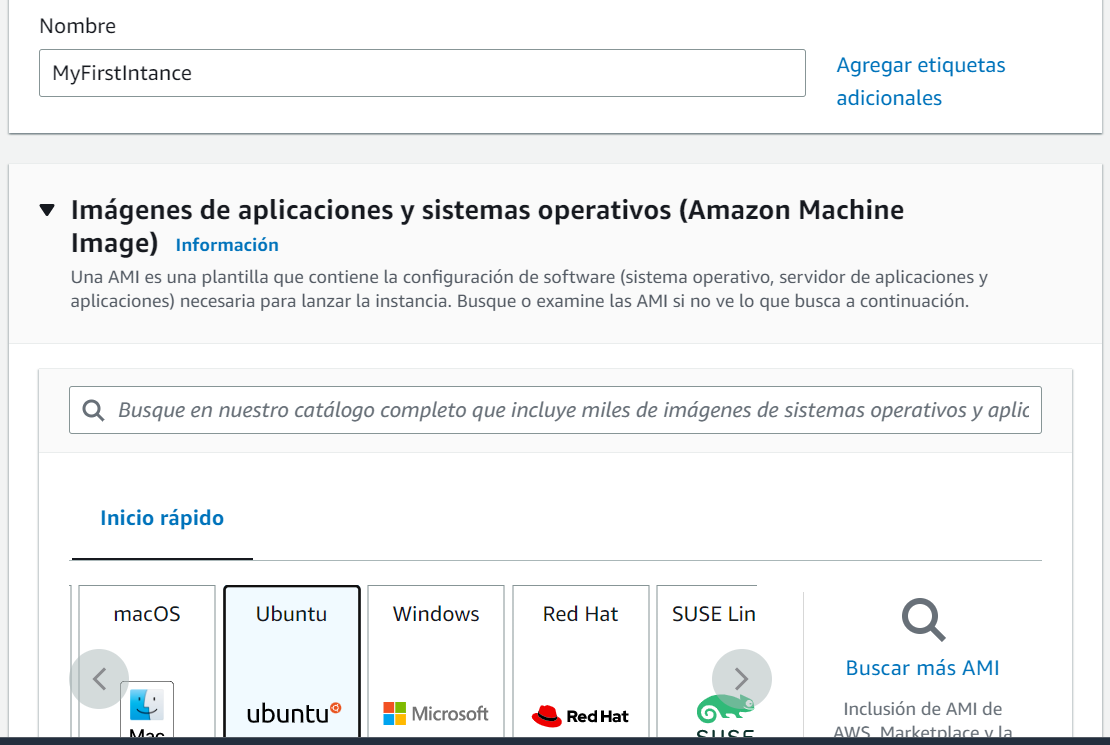 Nombre
MyFirstIntance
Agregar etiquetas
adicionales
Imágenes de aplicaciones y sistemas operativos (Amazon Machine
Image) Información
Una AMI es una plantilla que contiene la configuración de software (sistema operativo, servidor de aplicaciones y
aplicaciones) necesaria para lanzar la instancia. Busque o examine las AMI si no ve lo que busca a continuación.
Busque en nuestro catálogo completo que incluye miles de imágenes de sistemas operativos y aplic
Inicio rápido
macOS
Mac
Ubuntu
ubuntu
Windows
Microsoft
Red Hat
Red Hat
SUSE Lin
SUSE
Buscar más AMI
Inclusión de AMI de
AWS, Marketplace y la